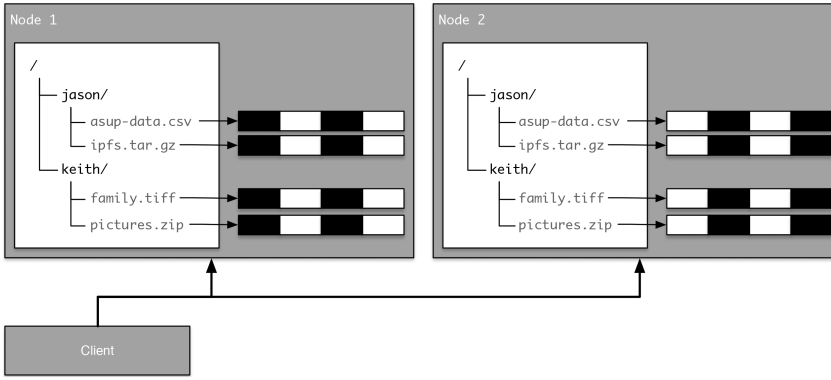 Node 1
/
jason/
asup-data.csv
ipfs.tar.gz
keith/
family.tiff
pictures.zip
Node 2
/
jason/
asup-data.csv
ipfs.tar.gz
keith/
family.tiff
pictures.zip
Client